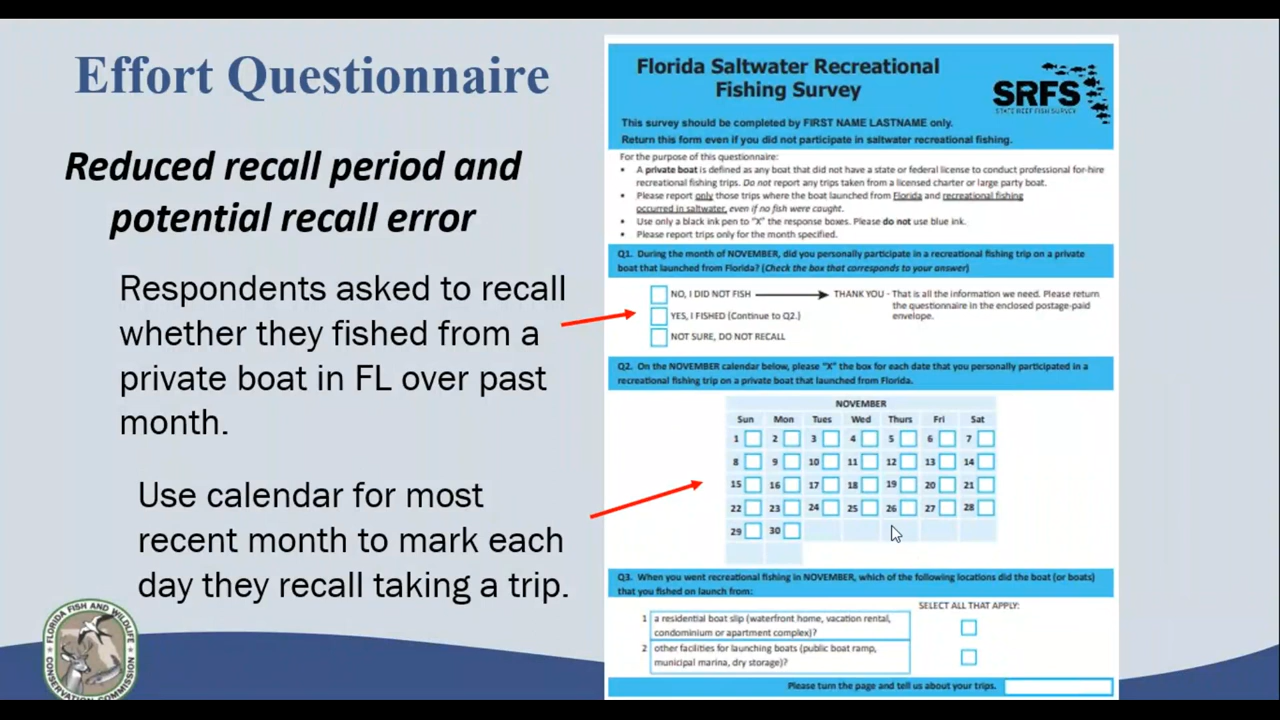 Effort Questionnaire
Reduced recall period and
potential recall error
Respondents asked to recall
whether they fished from a
private boat in FL over past
month.
Use calendar for most
recent month to mark each
day they recall taking a trip.
FLORIDA FISH AND WILDLIFE
CONSERVATION COMMISSION
Florida Saltwater Recreational
Fishing Survey
SRFS
STATE REEF FISH SURVEY
This survey should be completed by FIRST NAME LASTNAME only.
Return this form even if you did not participate in saltwater recreational fishing.
For the purpose of this questionnaire:
• A private boat is defined as any boat that did not have a state or federal license to conduct professional for-hire
recreational fishing trips. Do not report any trips taken from a licensed charter or large party boat.
• Please report only those trips where the boat launched from Florida and recreational fishing
occurred in saltwater, even if no fish were caught.
• Use only a black ink pen to "X" the response boxes. Please do not use blue ink.
• Please report trips only for the month specified.
Q1. During the month of NOVEMBER, did you personally participate in a recreational fishing trip on a private
boat that launched from Florida? (Check the box that corresponds to your answer)
NO, I DID NOT FISH THANK YOU - That is all the information we need. Please return
the questionnaire in the enclosed postage-paid
envelope.
YES, I FISHED (Continue to Q2.)
NOT SURE, DO NOT RECALL
Q2. On the NOVEMBER calendar below, please "X" the box for each date that you personally participated in a
recreational fishing trip on a private boat that launched from Florida.
NOVEMBER
Sun Mon Tues Wed Thurs Fri Sat
1 2 3 4 5 6 7
8 9 10 11 12 13 14
15 16 17 18 19 20 21
22 23 24 25 26 27 28
29 30
Q3. When you went recreational fishing in NOVEMBER, which of the following locations did the boat (or boats)
that you fished on launch from:
SELECT ALL THAT APPLY:
1 a residential boat slip (waterfront home, vacation rental,
condominium or apartment complex)?
2 other facilities for launching boats (public boat ramp,
municipal marina, dry storage)?
Please turn the page and tell us about your trips.